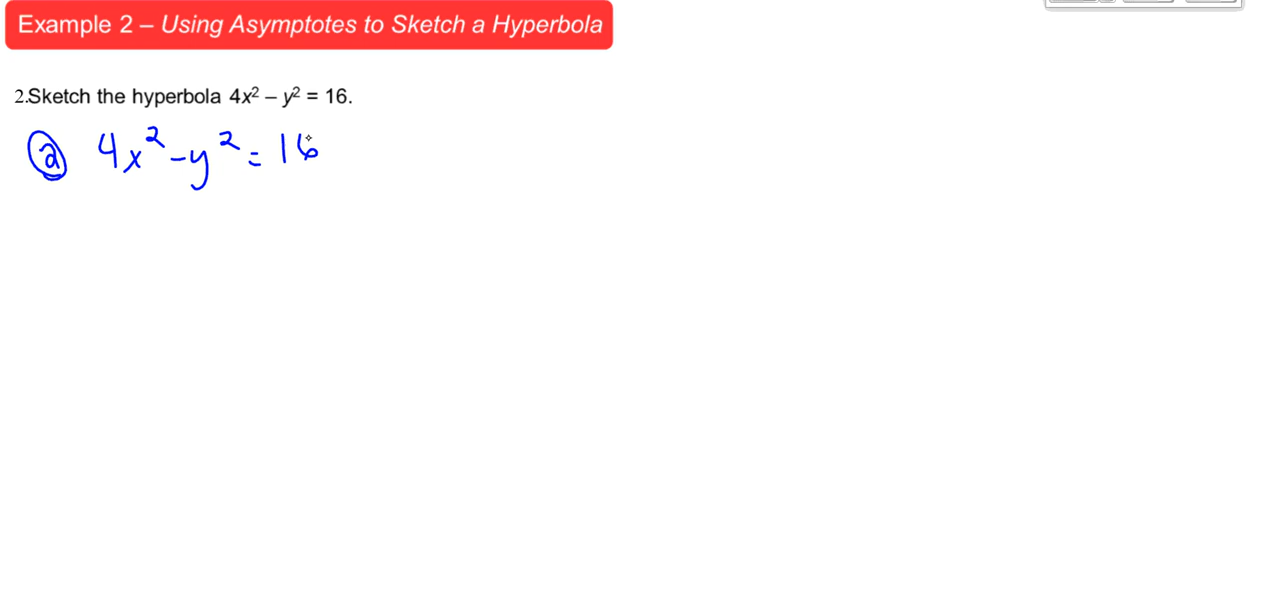 Example 2 – Using Asymptotes to Sketch a Hyperbola
2.Sketch the hyperbola 4x² – y² = 16.
② 4x² - y² = 16